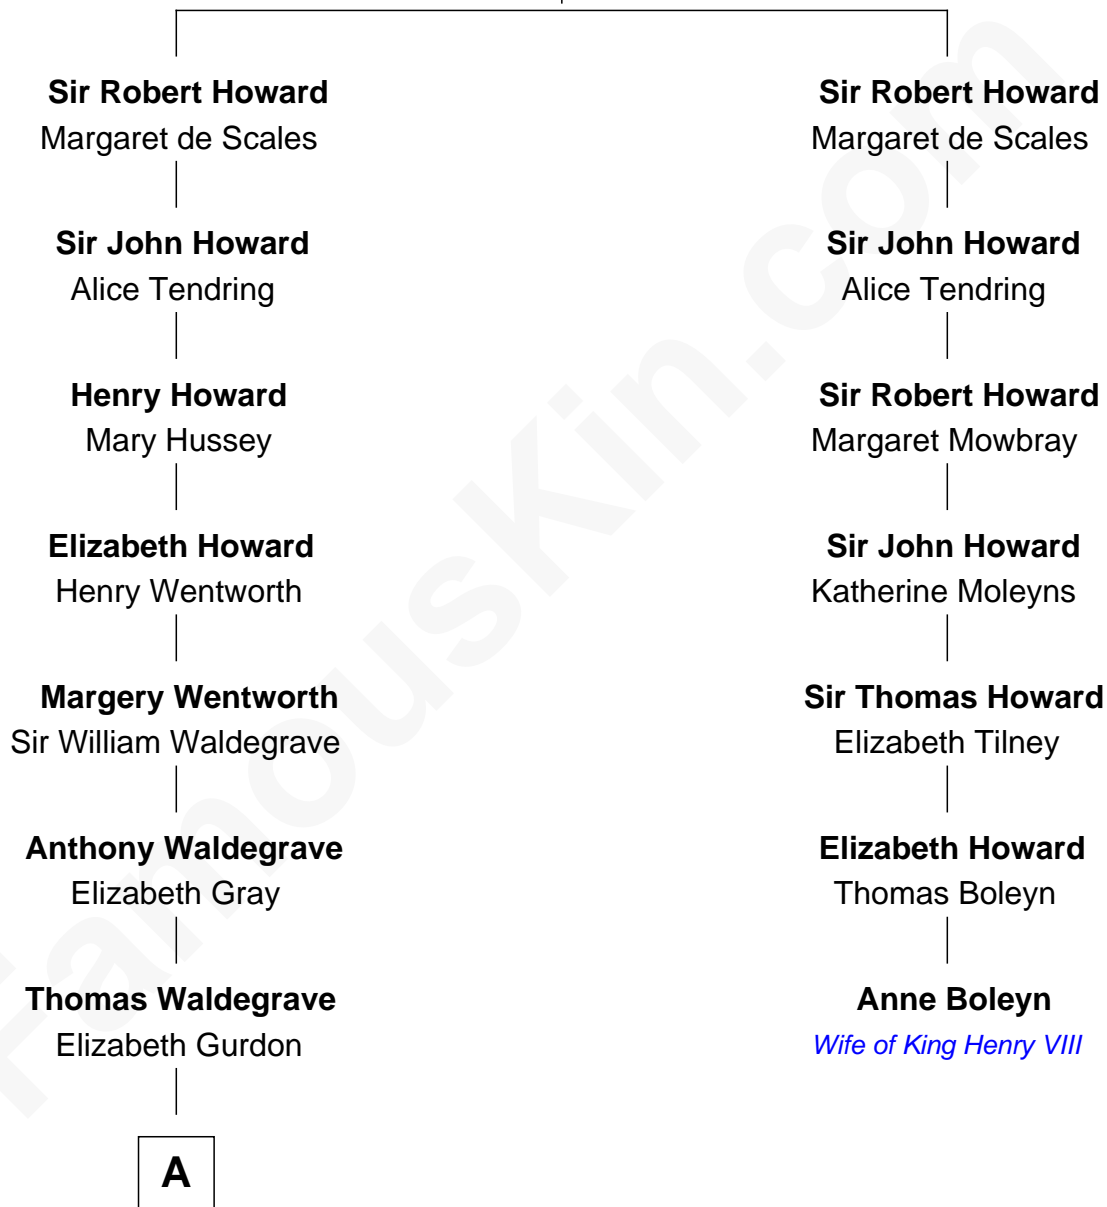 Sir Robert Howard
Margaret de Scales
Sir John Howard
Alice Tendring
Henry Howard
Mary Hussey
Elizabeth Howard
Henry Wentworth
Margery Wentworth
Sir William Waldegrave
Anthony Waldegrave
Elizabeth Gray
Thomas Waldegrave
Elizabeth Gurdon
A
Sir Robert Howard
Margaret de Scales
Sir John Howard
Alice Tendring
Sir Robert Howard
Margaret Mowbray
Sir John Howard
Katherine Moleyns
Sir Thomas Howard
Elizabeth Tilney
Elizabeth Howard
Thomas Boleyn
Anne Boleyn
Wife of King Henry VIII
FamousKin.com